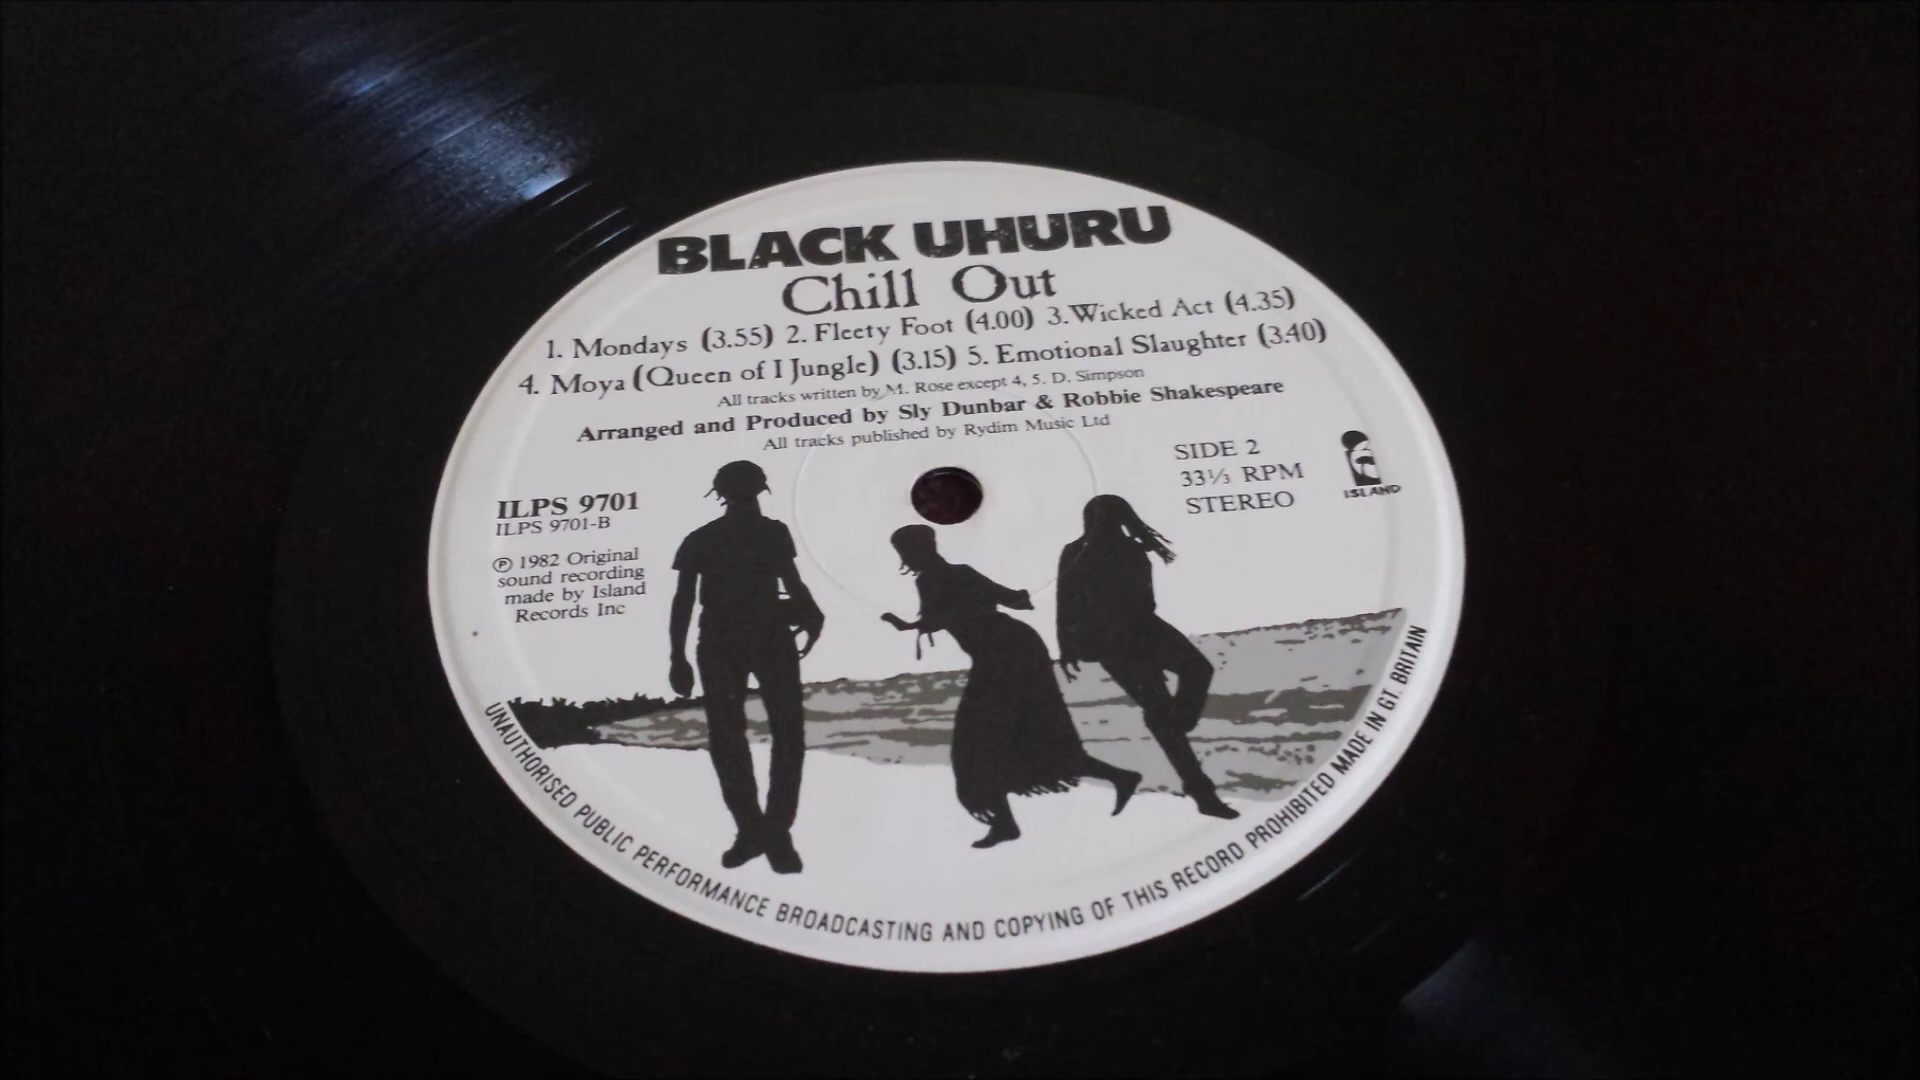 BLACK UHURU
Chill Out
1. Mondays (3.55) 2. Fleety Foot (4.00) 3. Wicked Act (4.35)
4. Moya (Queen of I Jungle) (3.15) 5. Emotional Slaughter (3.40)
All tracks written by M. Rose except 4, 5. D. Simpson
Arranged and Produced by Sly Dunbar & Robbie Shakespeare
All tracks published by Rydim Music Ltd
ILPS 9701
ILPS 9701-B
℗ 1982 Original
sound recording
made by Island
Records Inc
SIDE 2
33⅓ RPM
STEREO
ISLAND
UNAUTHORISED PUBLIC PERFORMANCE BROADCASTING AND COPYING OF THIS RECORD PROHIBITED MADE IN GT. BRITAIN